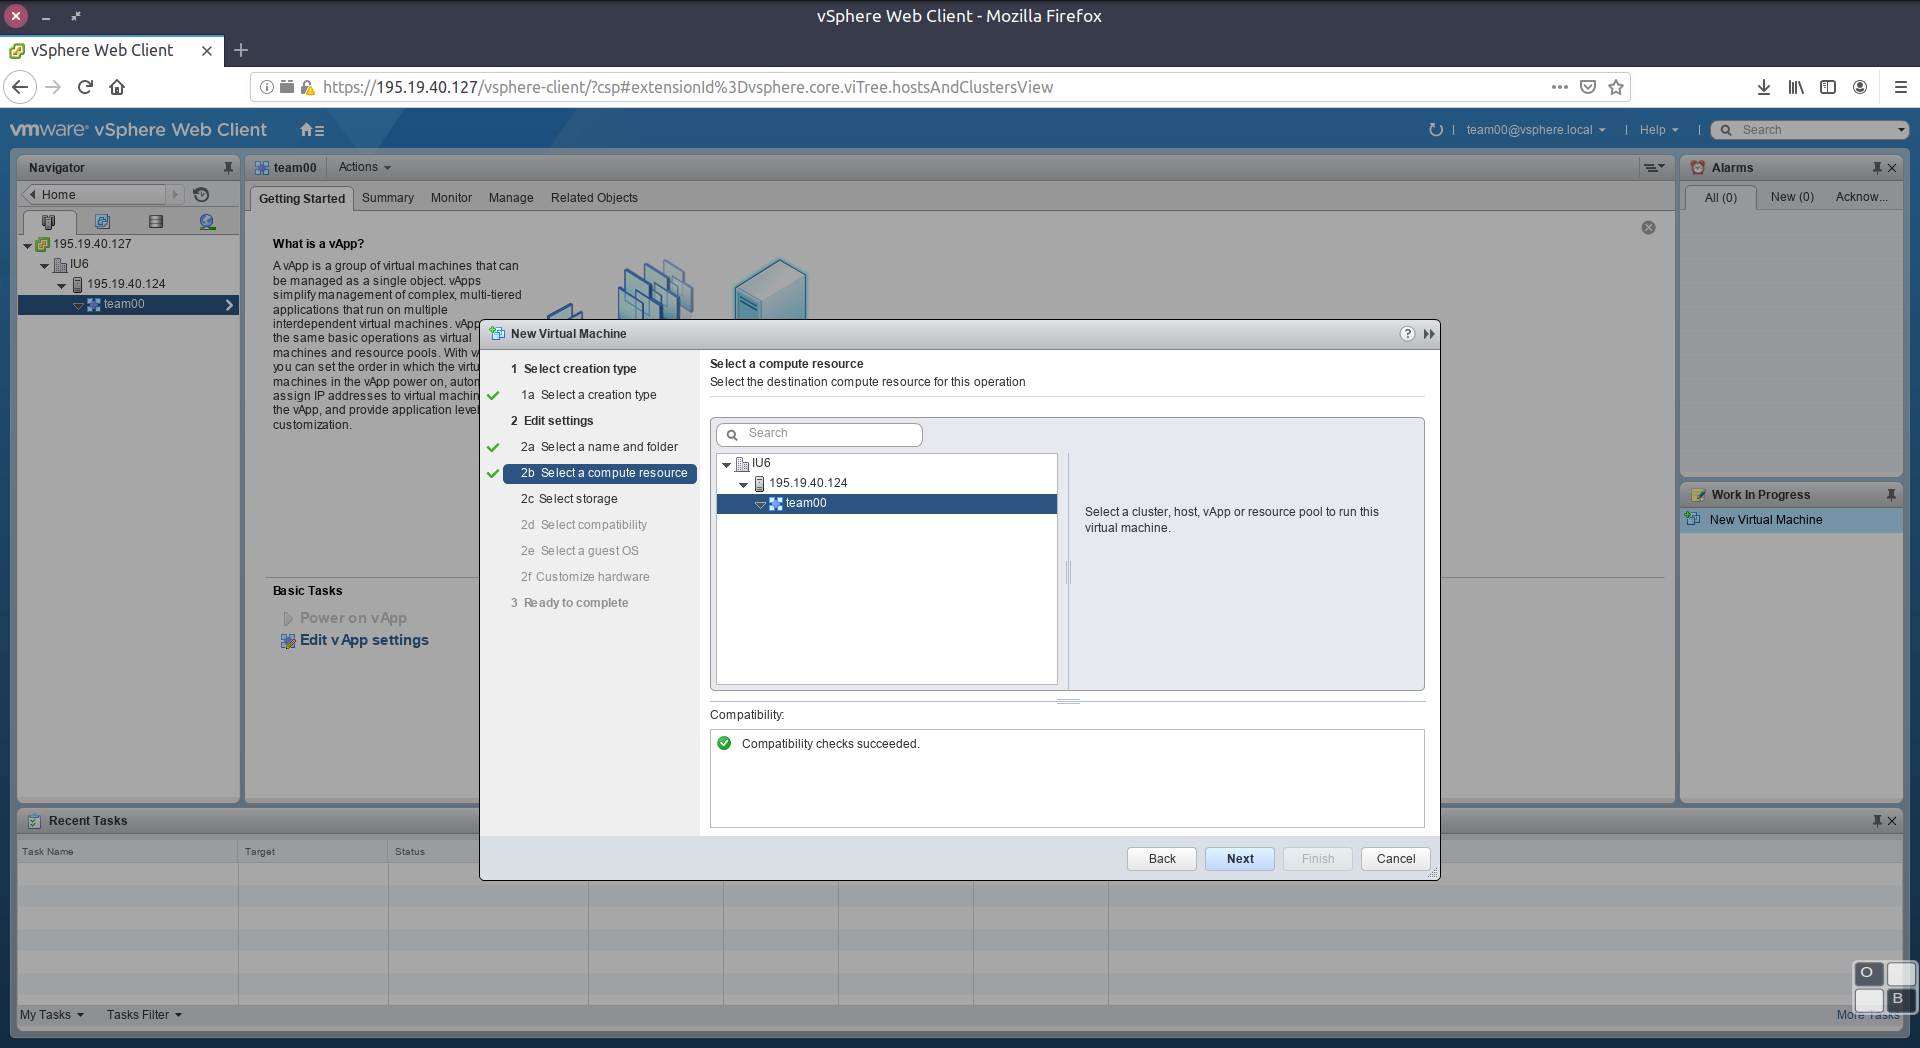 vSphere Web Client - Mozilla Firefox
vSphere Web Client
https://195.19.40.127/vsphere-client/?csp#extensionId%3Dvsphere.core.viTree.hostsAndClustersView
vmware® vSphere Web Client
team00@vsphere.local
Help
Search
Navigator
Home
195.19.40.127
IU6
195.19.40.124
team00
team00
Actions
Getting Started
Summary
Monitor
Manage
Related Objects
What is a vApp?
A vApp is a group of virtual machines that can
be managed as a single object. vApps
simplify management of complex, multi-tiered
applications that run on multiple
interdependent virtual machines. vApp
the same basic operations as virtual
machines and resource pools. With v
you can set the order in which the virtu
machines in the vApp power on, auton
assign IP addresses to virtual machin
the vApp, and provide application level
customization.
Basic Tasks
Power on vApp
Edit vApp settings
New Virtual Machine
?
1 Select creation type
1a Select a creation type
2 Edit settings
2a Select a name and folder
2b Select a compute resource
2c Select storage
2d Select compatibility
2e Select a guest OS
2f Customize hardware
3 Ready to complete
Select a compute resource
Select the destination compute resource for this operation
Search
IU6
195.19.40.124
team00
Select a cluster, host, vApp or resource pool to run this
virtual machine.
Compatibility:
Compatibility checks succeeded.
Back
Next
Finish
Cancel
Alarms
All (0)
New (0)
Acknow...
Work In Progress
New Virtual Machine
Recent Tasks
Task Name
Target
Status
My Tasks
Tasks Filter
More Tasks
O
B